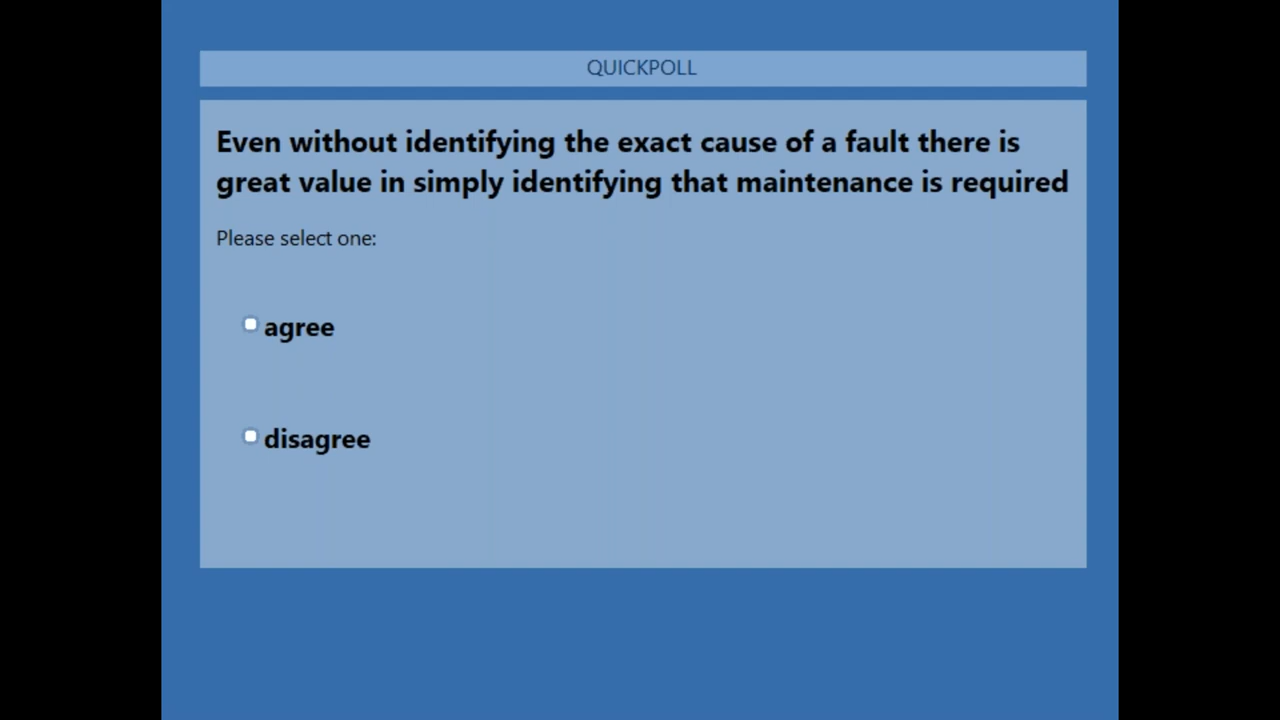 QUICKPOLL
Even without identifying the exact cause of a fault there is
great value in simply identifying that maintenance is required
Please select one:
agree
disagree